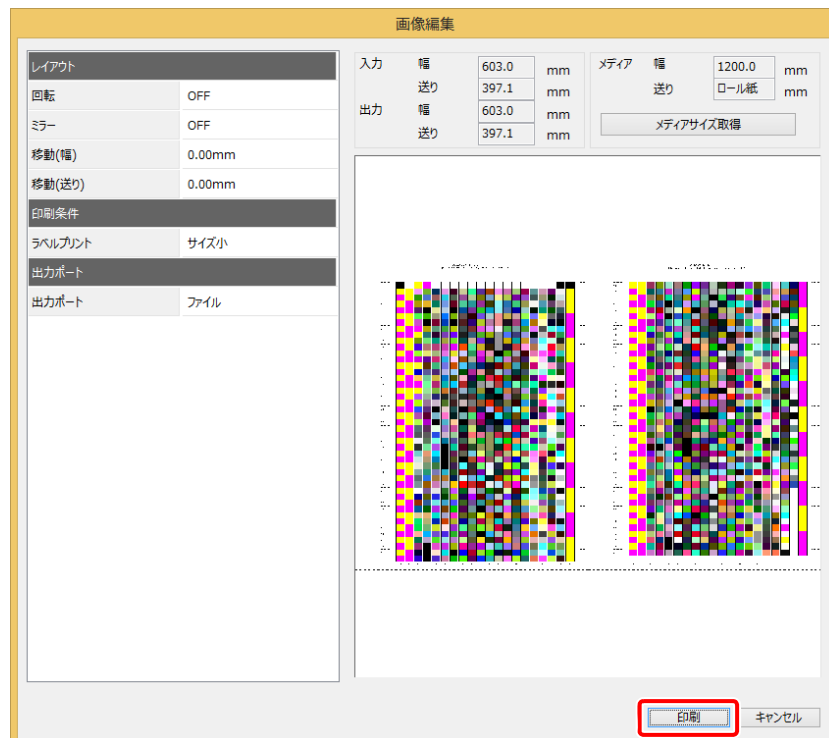 画像編集
レイアウト
回転 OFF
ミラー OFF
移動(幅) 0.00mm
移動(送り) 0.00mm
印刷条件
ラベルプリント サイズ小
出力ポート
出力ポート ファイル
入力 幅 603.0 mm
送り 397.1 mm
出力 幅 603.0 mm
送り 397.1 mm
メディア 幅 1200.0 mm
送り ロール紙 mm
メディアサイズ取得
印刷 キャンセル